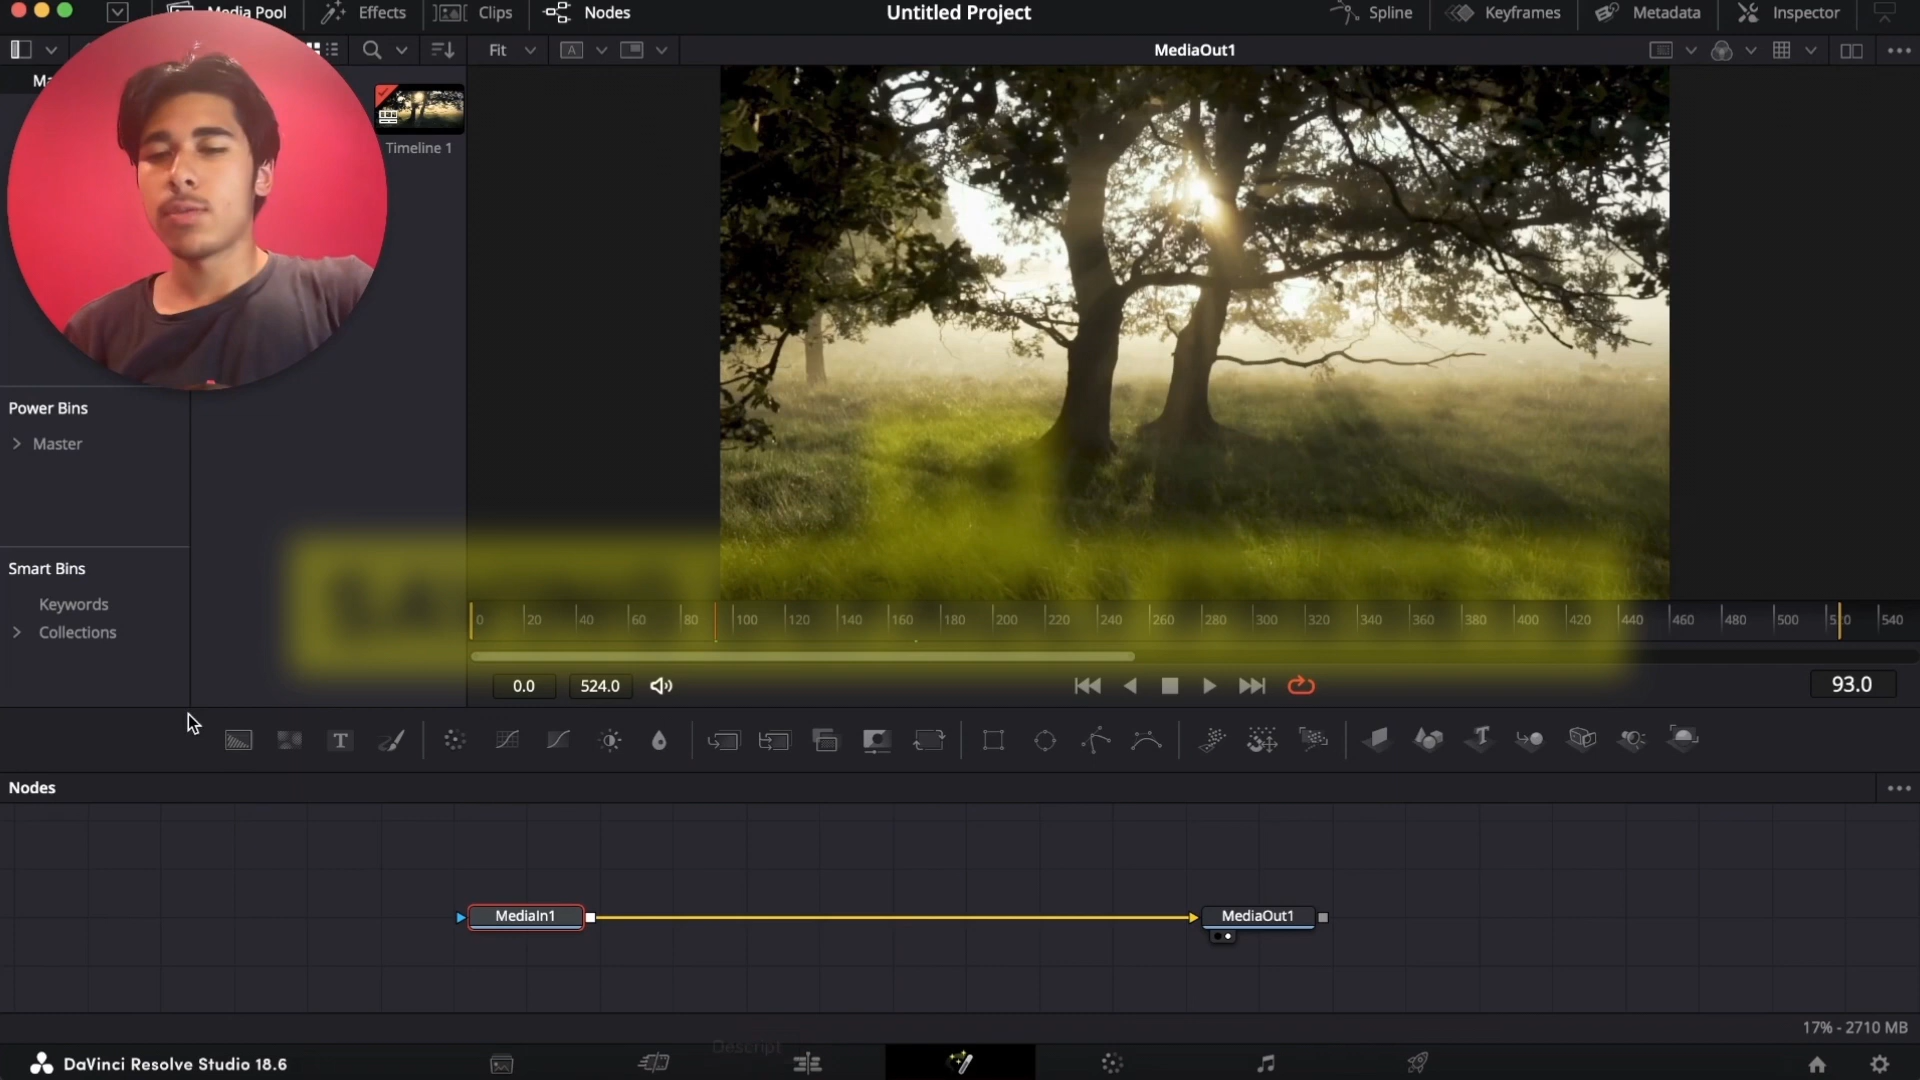 Media Pool
Effects
Clips
Nodes
Untitled Project
Spline
Keyframes
Metadata
Inspector
Fit
A
MediaOut1
Timeline 1
Power Bins
Master
Smart Bins
Keywords
Collections
0 20 40 60 80 100 120 140 160 180 200 220 240 260 280 300 320 340 360 380 400 420 440 460 480 500 520 540
0.0
524.0
93.0
T
T
Nodes
MediaIn1
MediaOut1
17% - 2710 MB
Descript
DaVinci Resolve Studio 18.6